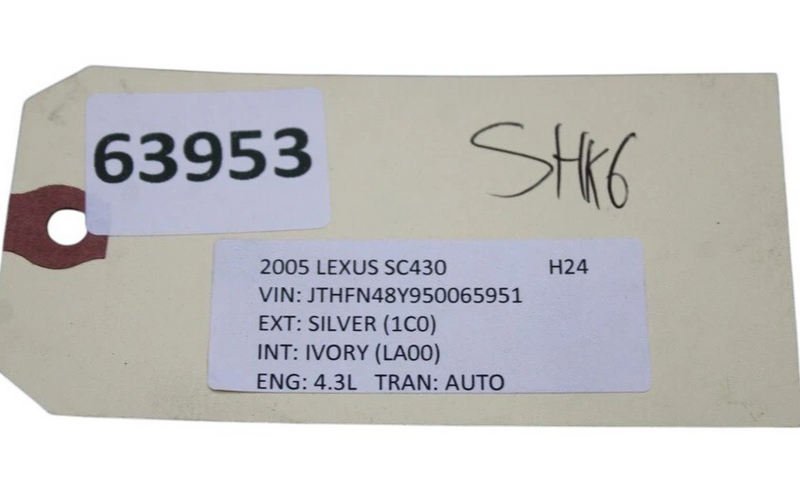 63953
SHK6
2005 LEXUS SC430 H24
VIN: JTHFN48Y950065951
EXT: SILVER (1C0)
INT: IVORY (LA00)
ENG: 4.3L TRAN: AUTO